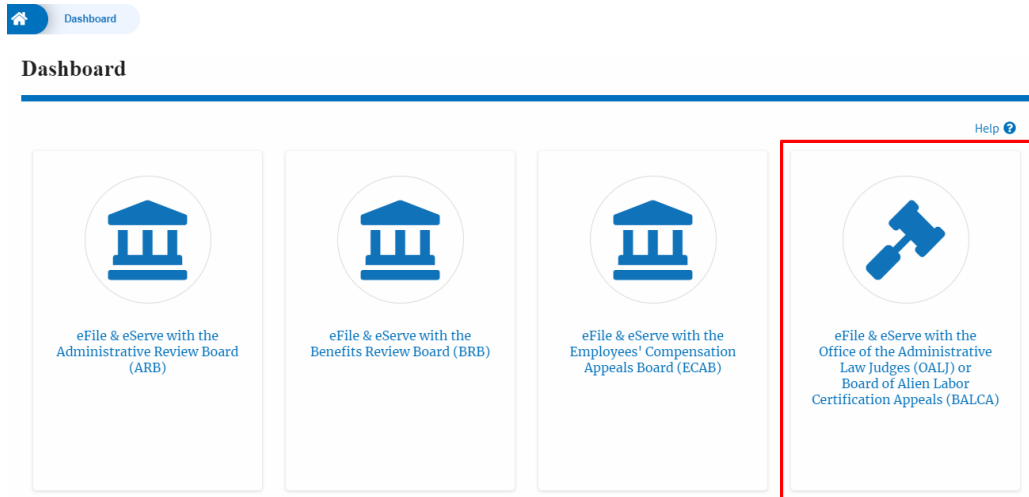 Dashboard
Dashboard
Help
eFile & eServe with the
Administrative Review Board
(ARB)
eFile & eServe with the
Benefits Review Board (BRB)
eFile & eServe with the
Employees' Compensation
Appeals Board (ECAB)
eFile & eServe with the
Office of the Administrative
Law Judges (OALJ) or
Board of Alien Labor
Certification Appeals (BALCA)